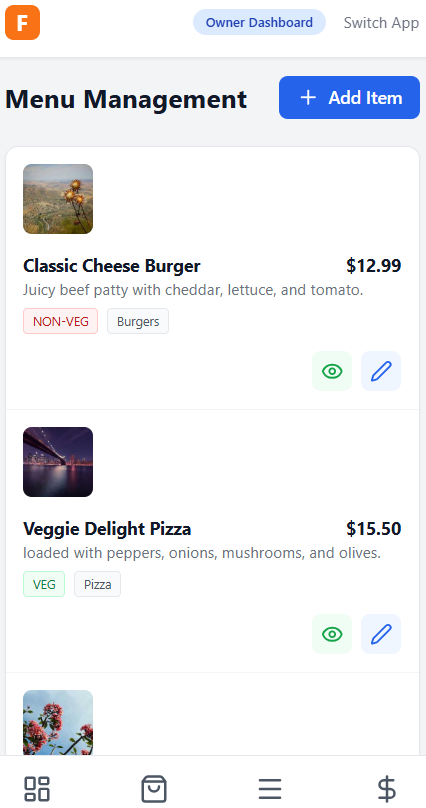 F
Owner Dashboard
Switch App
Menu Management
Add Item
Classic Cheese Burger
$12.99
Juicy beef patty with cheddar, lettuce, and tomato.
NON-VEG
Burgers
Veggie Delight Pizza
$15.50
loaded with peppers, onions, mushrooms, and olives.
VEG
Pizza